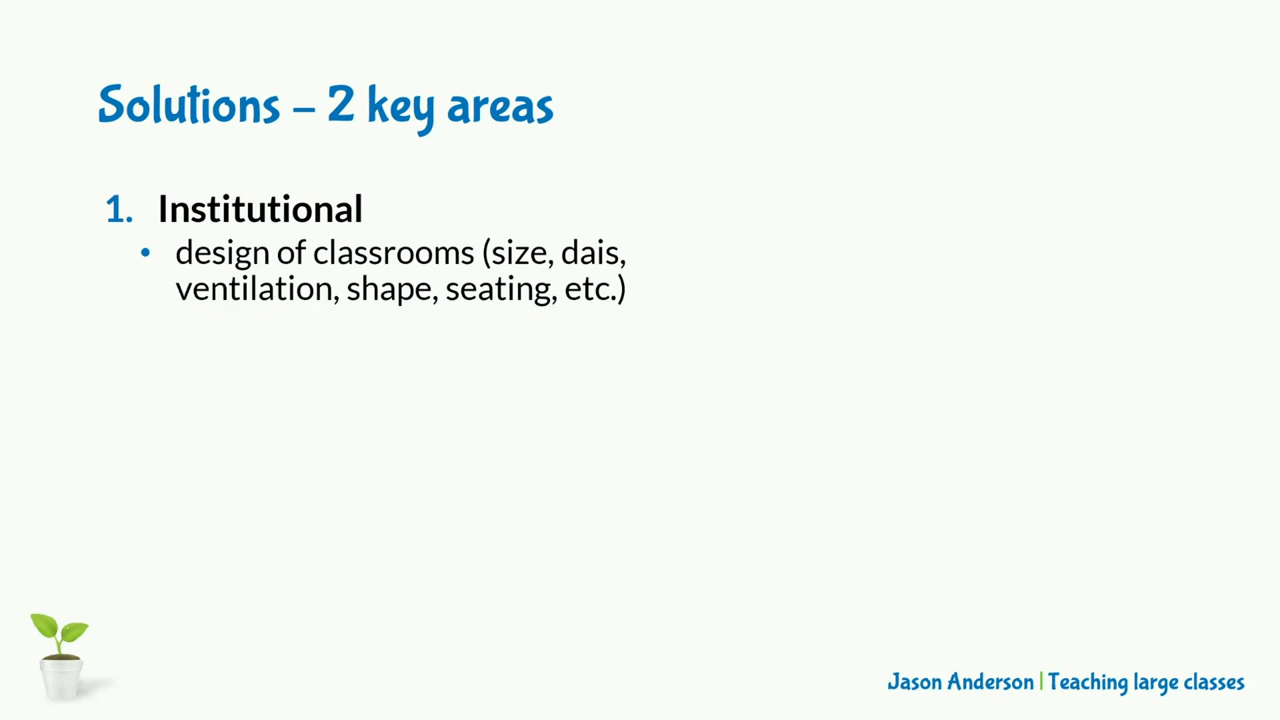 Solutions – 2 key areas
1. Institutional
• design of classrooms (size, dais,
ventilation, shape, seating, etc.)
Jason Anderson | Teaching large classes